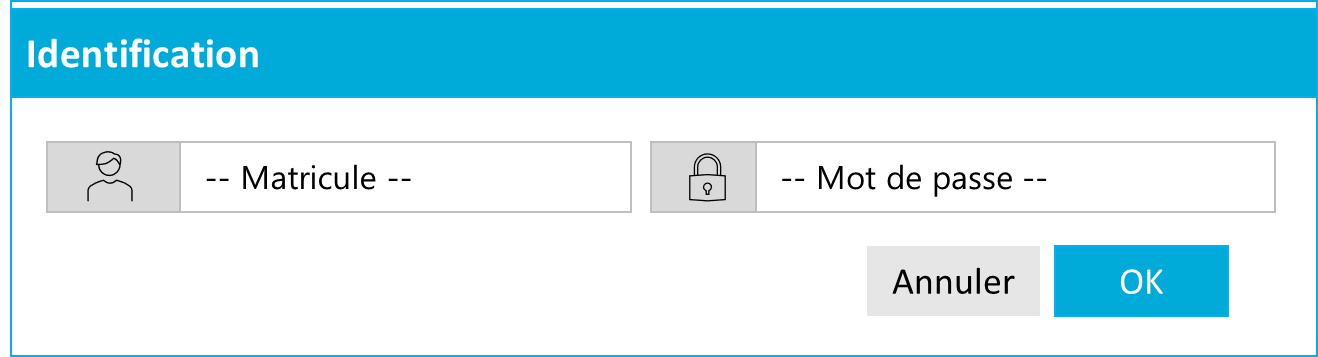 Identification
-- Matricule --
-- Mot de passe --
Annuler
OK